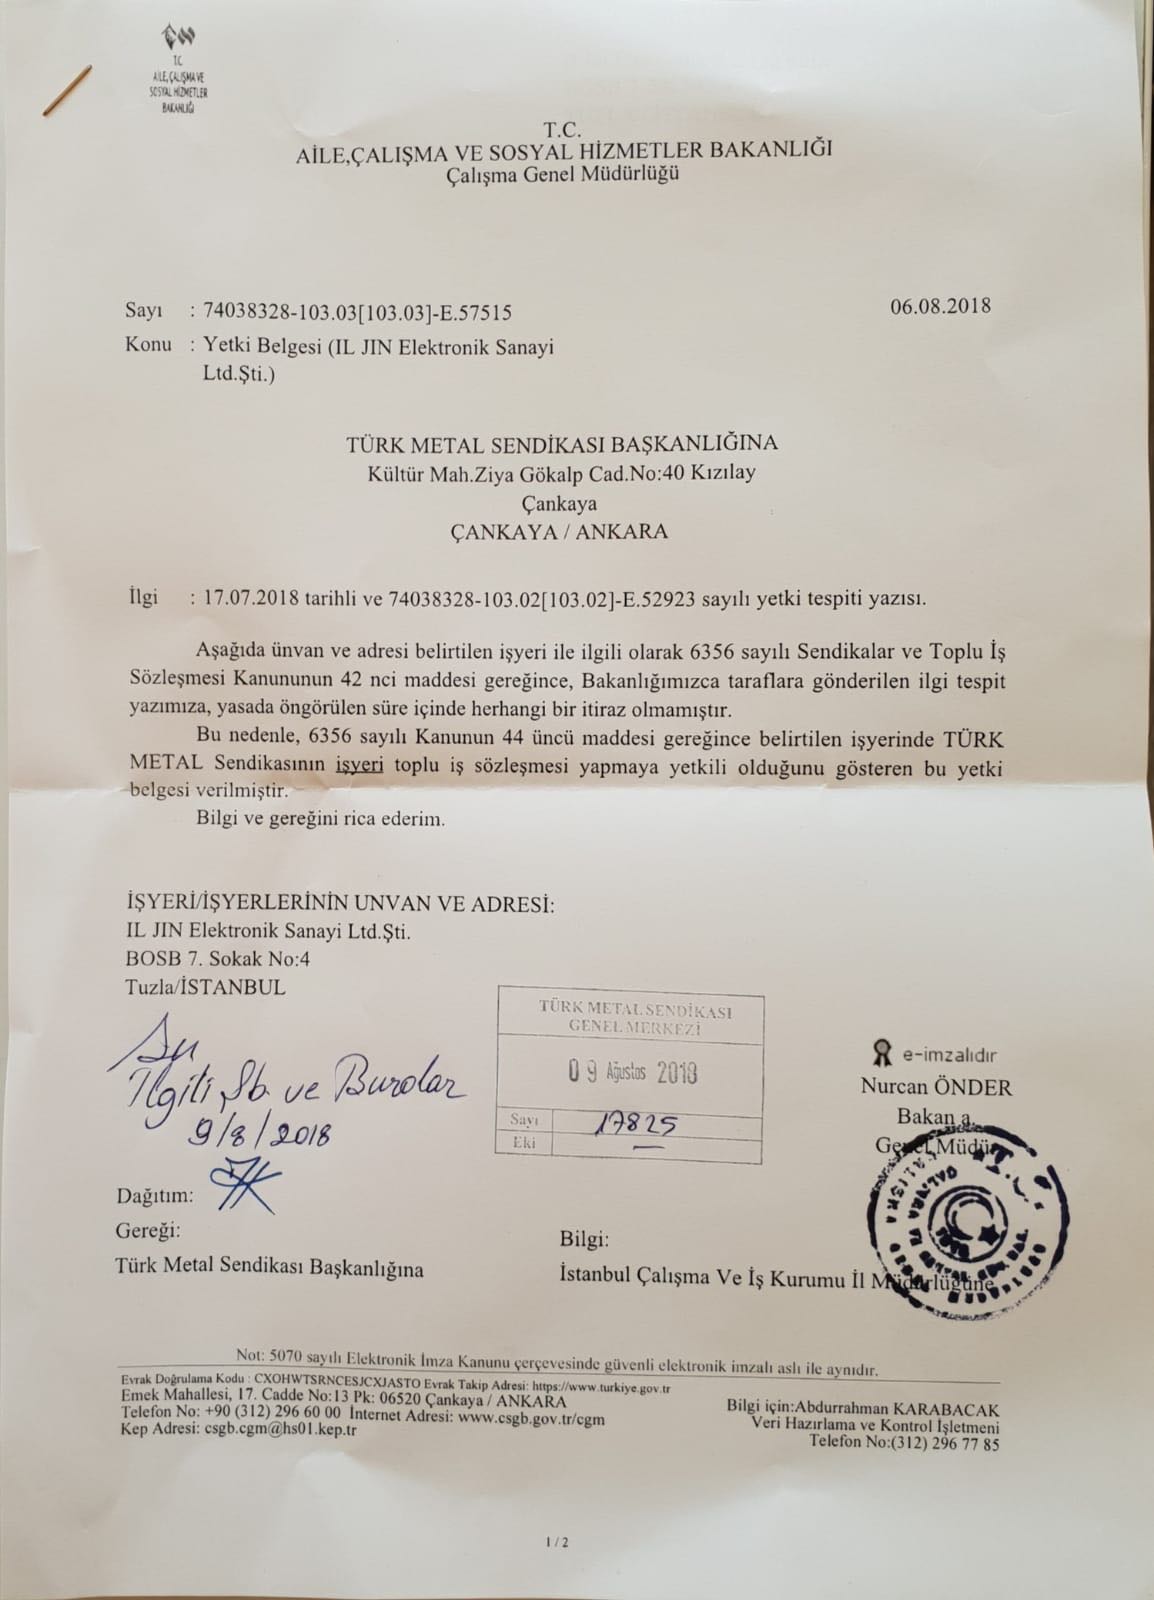 T.C.
AİLE,ÇALIŞMA VE
SOSYAL HİZMETLER
BAKANLIĞI
T.C.
AİLE,ÇALIŞMA VE SOSYAL HİZMETLER BAKANLIĞI
Çalışma Genel Müdürlüğü
Sayı : 74038328-103.03[103.03]-E.57515 06.08.2018
Konu : Yetki Belgesi (IL JIN Elektronik Sanayi
Ltd.Şti.)
TÜRK METAL SENDİKASI BAŞKANLIĞINA
Kültür Mah.Ziya Gökalp Cad.No:40 Kızılay
Çankaya
ÇANKAYA / ANKARA
İlgi : 17.07.2018 tarihli ve 74038328-103.02[103.02]-E.52923 sayılı yetki tespiti yazısı.
Aşağıda ünvan ve adresi belirtilen işyeri ile ilgili olarak 6356 sayılı Sendikalar ve Toplu İş
Sözleşmesi Kanununun 42 nci maddesi gereğince, Bakanlığımızca taraflara gönderilen ilgi tespit
yazımıza, yasada öngörülen süre içinde herhangi bir itiraz olmamıştır.
Bu nedenle, 6356 sayılı Kanunun 44 üncü maddesi gereğince belirtilen işyerinde TÜRK
METAL Sendikasının işyeri toplu iş sözleşmesi yapmaya yetkili olduğunu gösteren bu yetki
belgesi verilmiştir.
Bilgi ve gereğini rica ederim.
İŞYERİ/İŞYERLERİNİN UNVAN VE ADRESİ:
IL JIN Elektronik Sanayi Ltd.Şti.
BOSB 7. Sokak No:4
Tuzla/İSTANBUL
TÜRK METAL SENDİKASI
GENEL MERKEZİ
09 Ağustos 2018
Sayı 17825
Eki —
İlgili Şb. ve Burolar
9/8/2018
e-imzalıdır
Nurcan ÖNDER
Bakan a.
Genel Müdür
T.C.
Dağıtım:
Gereği:
Türk Metal Sendikası Başkanlığına
Bilgi:
İstanbul Çalışma Ve İş Kurumu İl Müdürlüğüne
Not: 5070 sayılı Elektronik İmza Kanunu çerçevesinde güvenli elektronik imzalı aslı ile aynıdır.
Evrak Doğrulama Kodu : CXOHWTSRNCESJCXJASTO Evrak Takip Adresi: https://www.turkiye.gov.tr
Emek Mahallesi, 17. Cadde No:13 Pk: 06520 Çankaya / ANKARA
Telefon No: +90 (312) 296 60 00 İnternet Adresi: www.csgb.gov.tr/cgm
Kep Adresi: csgb.cgm@hs01.kep.tr
Bilgi için:Abdurrahman KARABACAK
Veri Hazırlama ve Kontrol İşletmeni
Telefon No:(312) 296 77 85
1 / 2